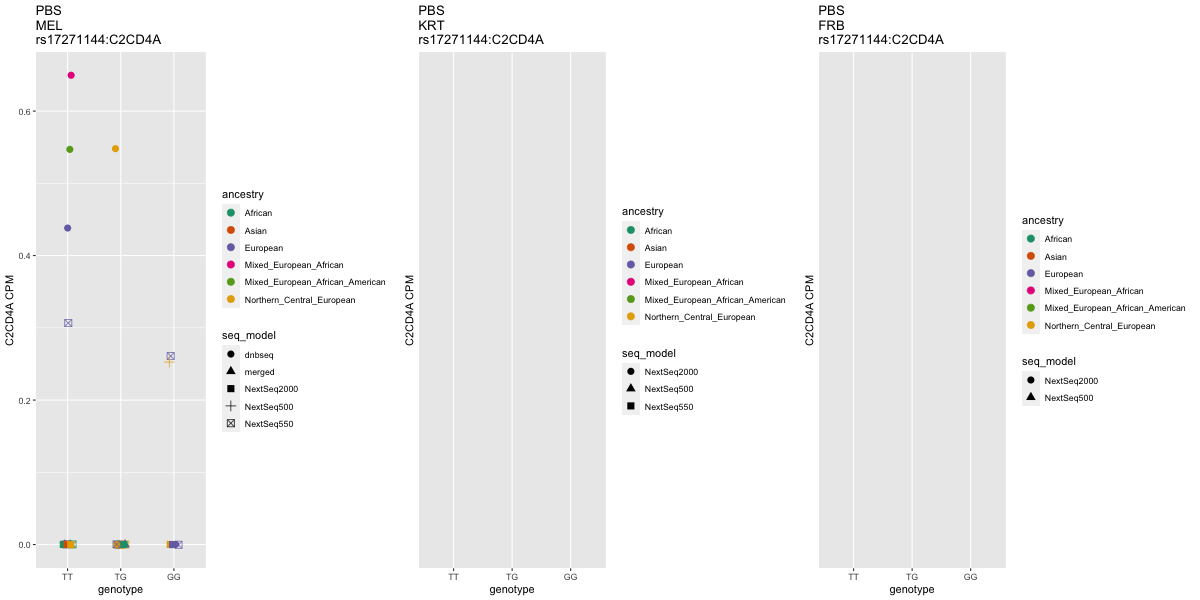 PBS
MEL
rs17271144:C2CD4A
C2CD4A CPM
0.6
0.4
0.2
0.0
TT
TG
GG
genotype
ancestry
African
Asian
European
Mixed_European_African
Mixed_European_African_American
Northern_Central_European
seq_model
dnbseq
merged
NextSeq2000
NextSeq500
NextSeq550
PBS
KRT
rs17271144:C2CD4A
C2CD4A CPM
TT
TG
GG
genotype
ancestry
African
Asian
European
Mixed_European_African
Mixed_European_African_American
Northern_Central_European
seq_model
NextSeq2000
NextSeq500
NextSeq550
PBS
FRB
rs17271144:C2CD4A
C2CD4A CPM
TT
TG
GG
genotype
ancestry
African
Asian
European
Mixed_European_African
Mixed_European_African_American
Northern_Central_European
seq_model
NextSeq2000
NextSeq500